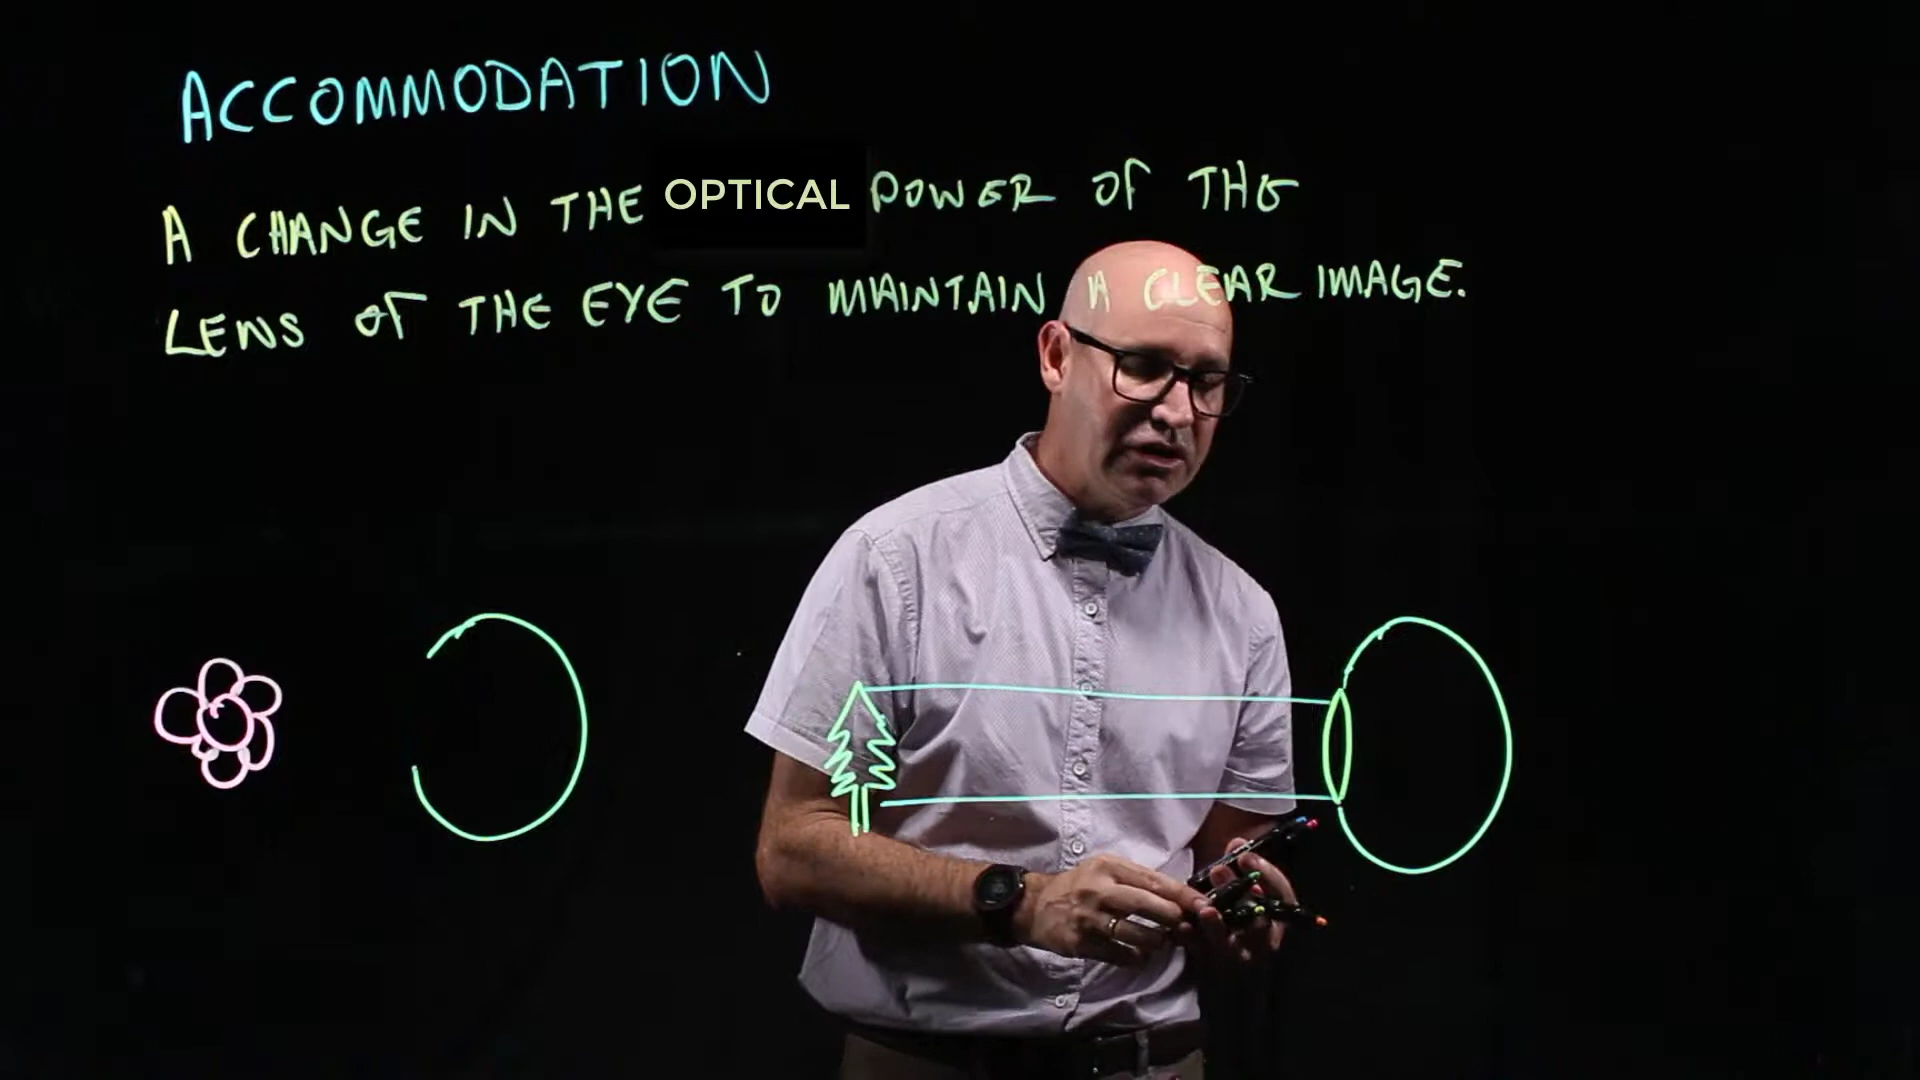 ACCOMMODATION
A CHANGE IN THE OPTICAL POWER OF THE
LENS OF THE EYE TO MAINTAIN A CLEAR IMAGE.